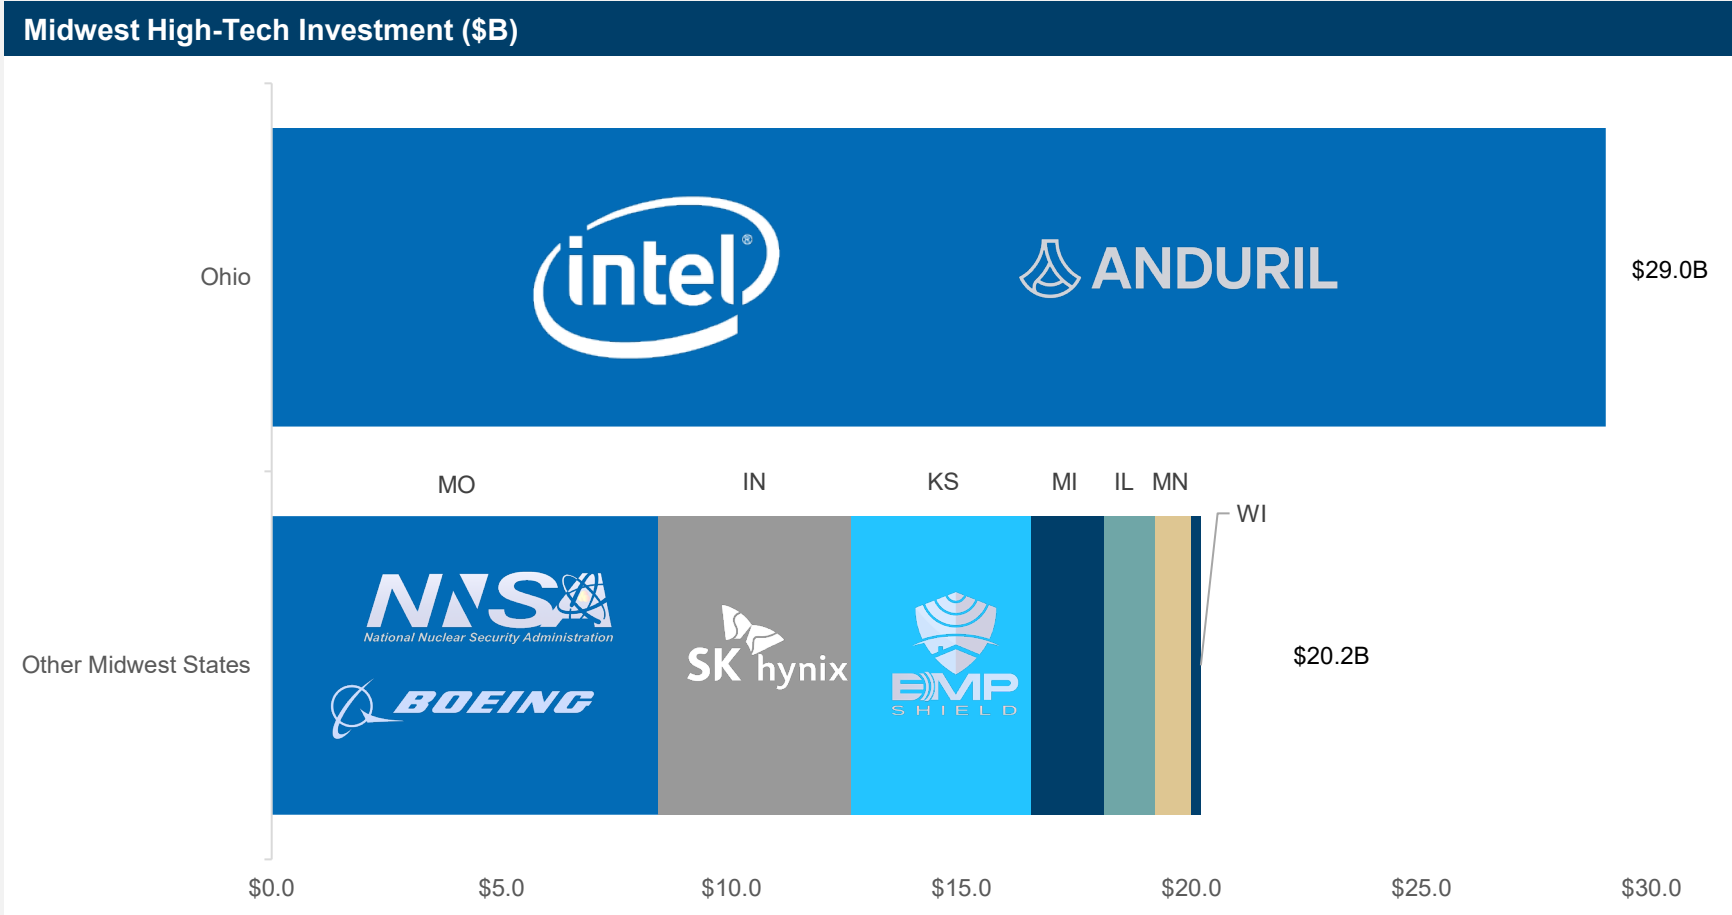 Midwest High-Tech Investment ($B)
Ohio
intel®
ANDURIL
$29.0B
MO
IN
KS
MI
IL
MN
WI
Other Midwest States
NNSA
National Nuclear Security Administration
BOEING
SK hynix
EMP
SHIELD
$20.2B
$0.0
$5.0
$10.0
$15.0
$20.0
$25.0
$30.0